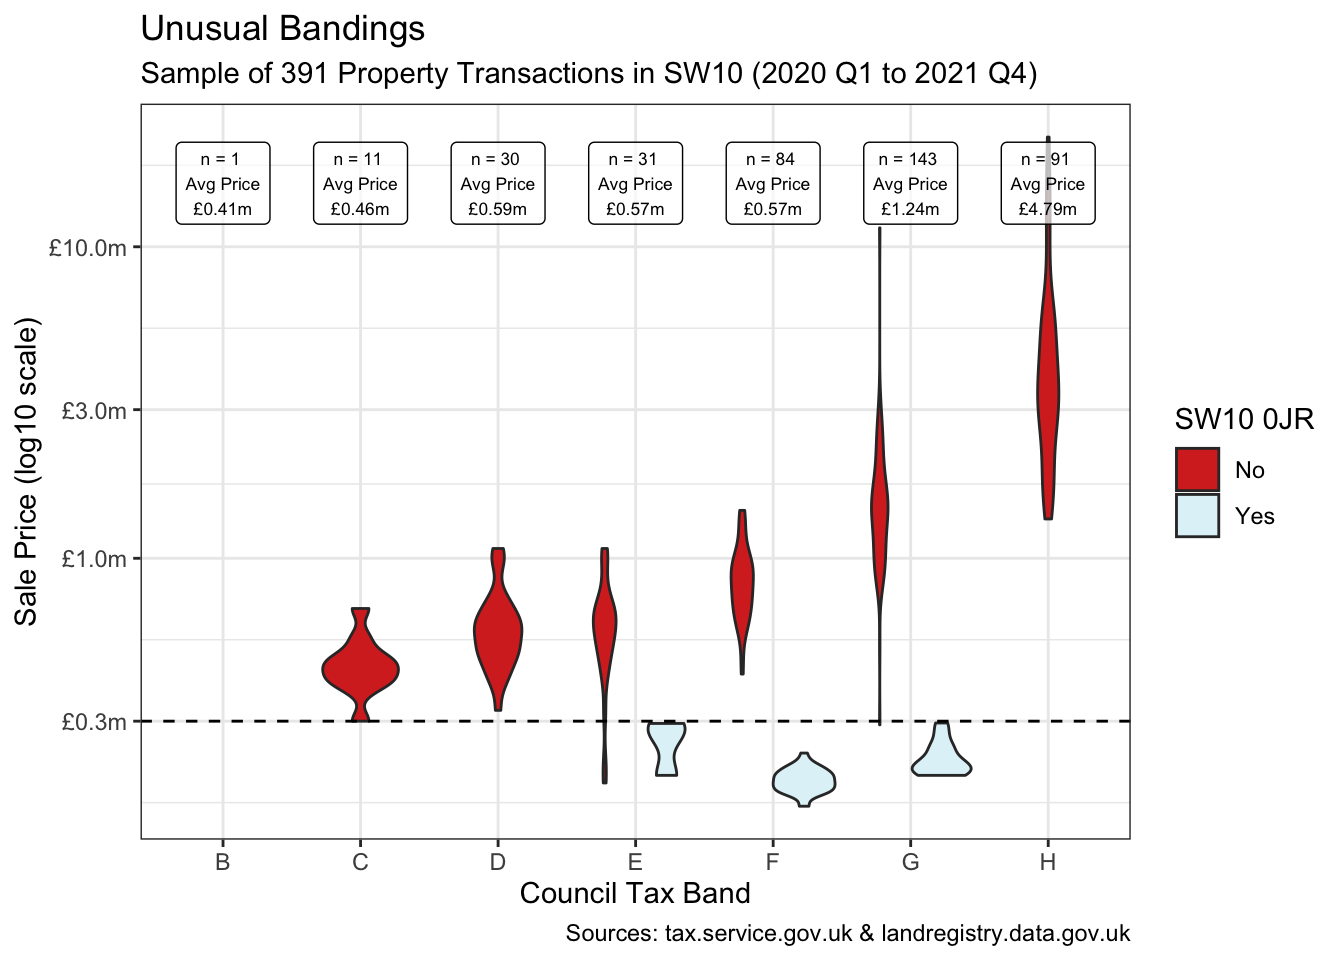 Unusual Bandings
Sample of 391 Property Transactions in SW10 (2020 Q1 to 2021 Q4)
n = 1
Avg Price
£0.41m
n = 11
Avg Price
£0.46m
n = 30
Avg Price
£0.59m
n = 31
Avg Price
£0.57m
n = 84
Avg Price
£0.57m
n = 143
Avg Price
£1.24m
n = 91
Avg Price
£4.79m
£10.0m
£3.0m
£1.0m
£0.3m
Sale Price (log10 scale)
B
C
D
E
F
G
H
Council Tax Band
SW10 0JR
No
Yes
Sources: tax.service.gov.uk & landregistry.data.gov.uk